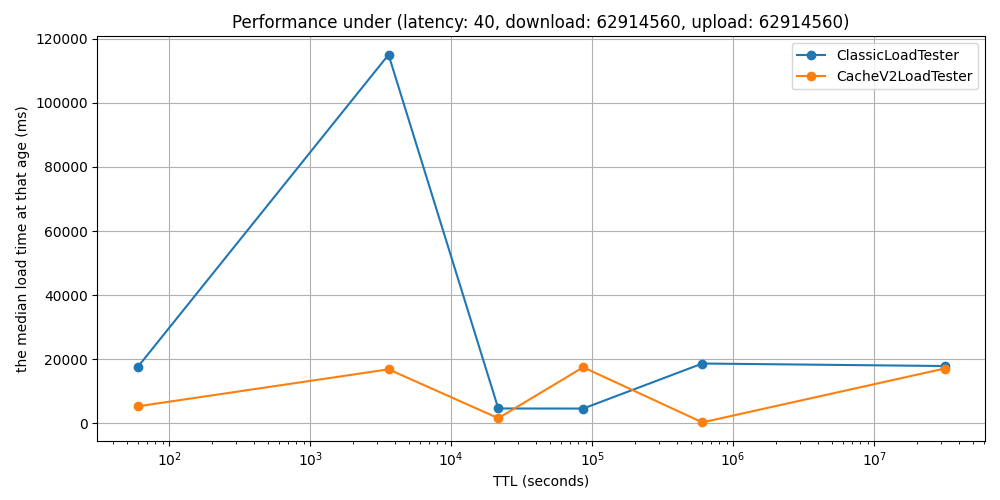 Performance under (latency: 40, download: 62914560, upload: 62914560)
ClassicLoadTester
CacheV2LoadTester
the median load time at that age (ms)
120000
100000
80000
60000
40000
20000
0
10² 10³ 10⁴ 10⁵ 10⁶ 10⁷
TTL (seconds)